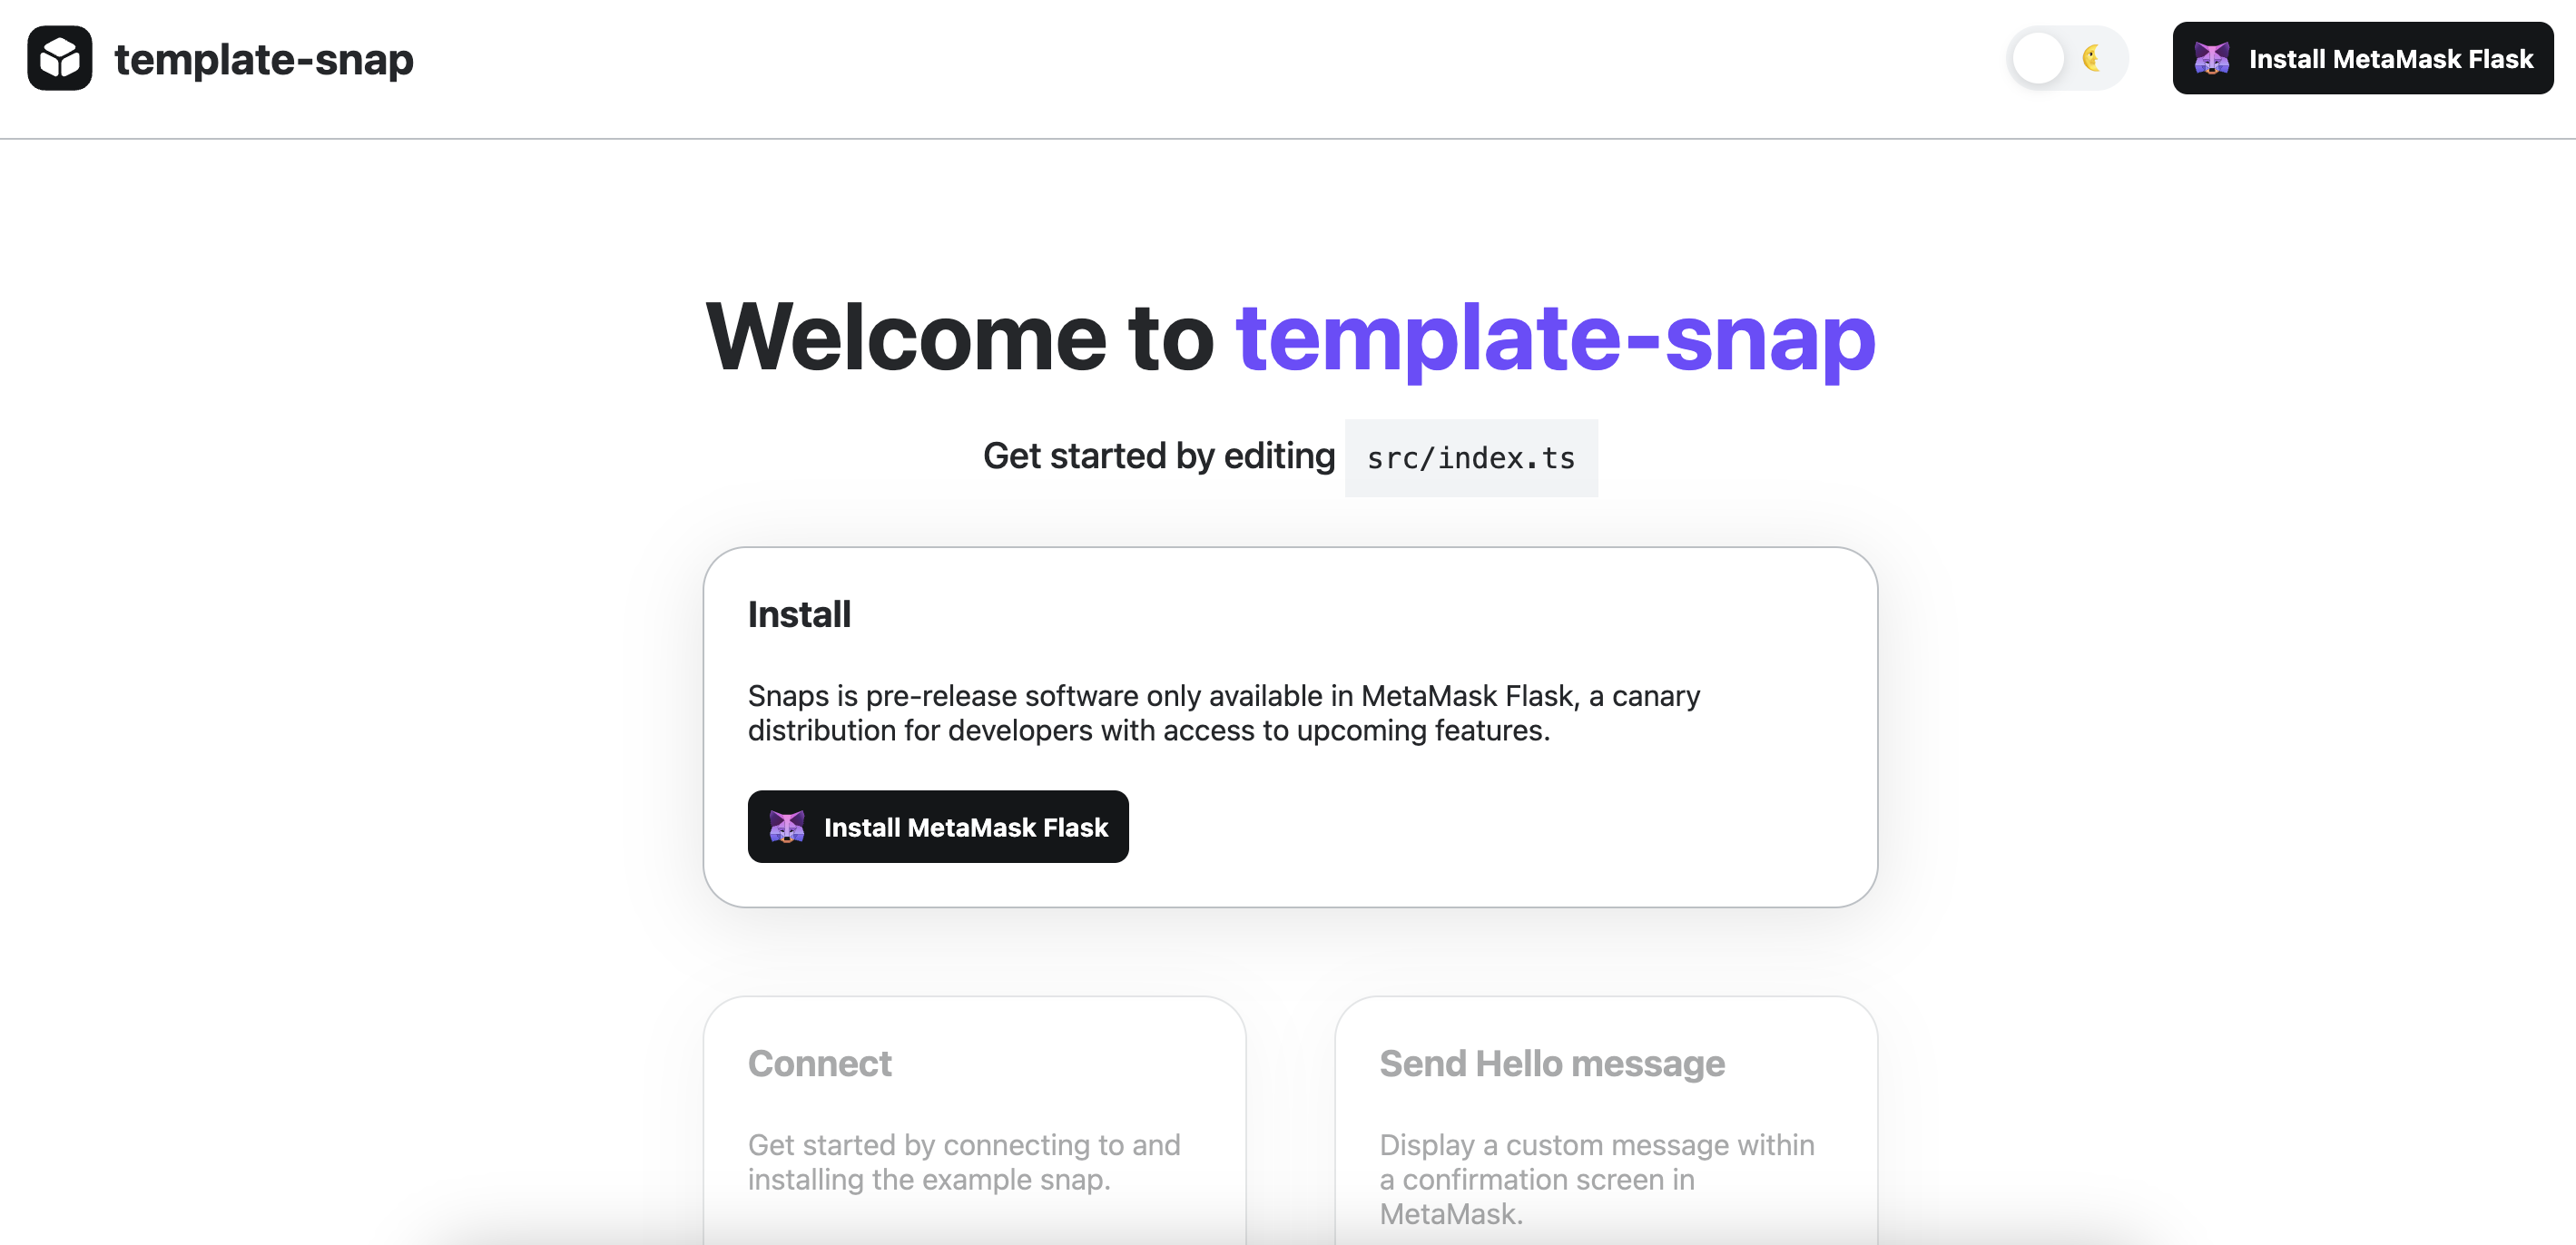 template-snap
Install MetaMask Flask
Welcome to template-snap
Get started by editing src/index.ts
Install
Snaps is pre-release software only available in MetaMask Flask, a canary
distribution for developers with access to upcoming features.
Install MetaMask Flask
Connect
Get started by connecting to and
installing the example snap.
Send Hello message
Display a custom message within
a confirmation screen in
MetaMask.